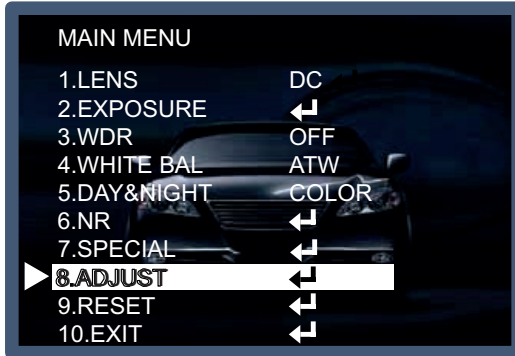 MAIN MENU
1.LENS DC
2.EXPOSURE ↵
3.WDR OFF
4.WHITE BAL ATW
5.DAY&NIGHT COLOR
6.NR ↵
7.SPECIAL ↵
8.ADJUST ↵
9.RESET ↵
10.EXIT ↵